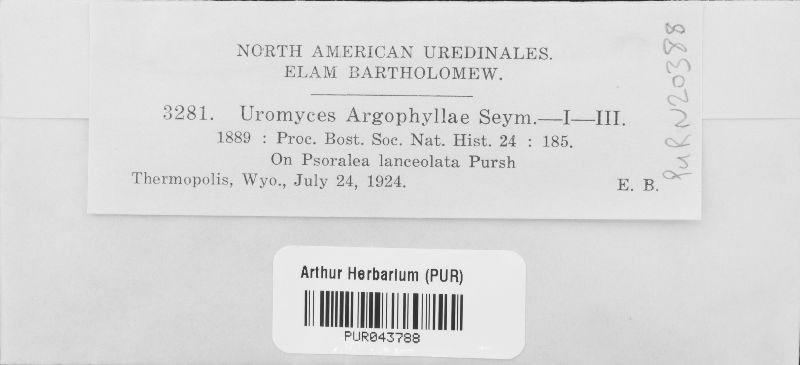 NORTH AMERICAN UREDINALES.
ELAM BARTHOLOMEW.
3281. Uromyces Argophyllae Seym.—I—III.
1889 : Proc. Bost. Soc. Nat. Hist. 24 : 185.
On Psoralea lanceolata Pursh
Thermopolis, Wyo., July 24, 1924.
E. B.
PUR N20388
Arthur Herbarium (PUR)
PUR043788